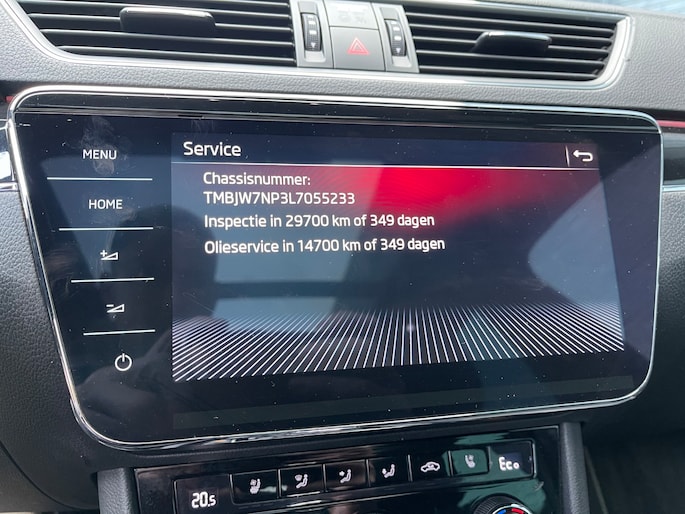 MENU
HOME
Service
Chassisnummer:
TMBJW7NP3L7055233
Inspectie in 29700 km of 349 dagen
Olieservice in 14700 km of 349 dagen
20.5
Eco